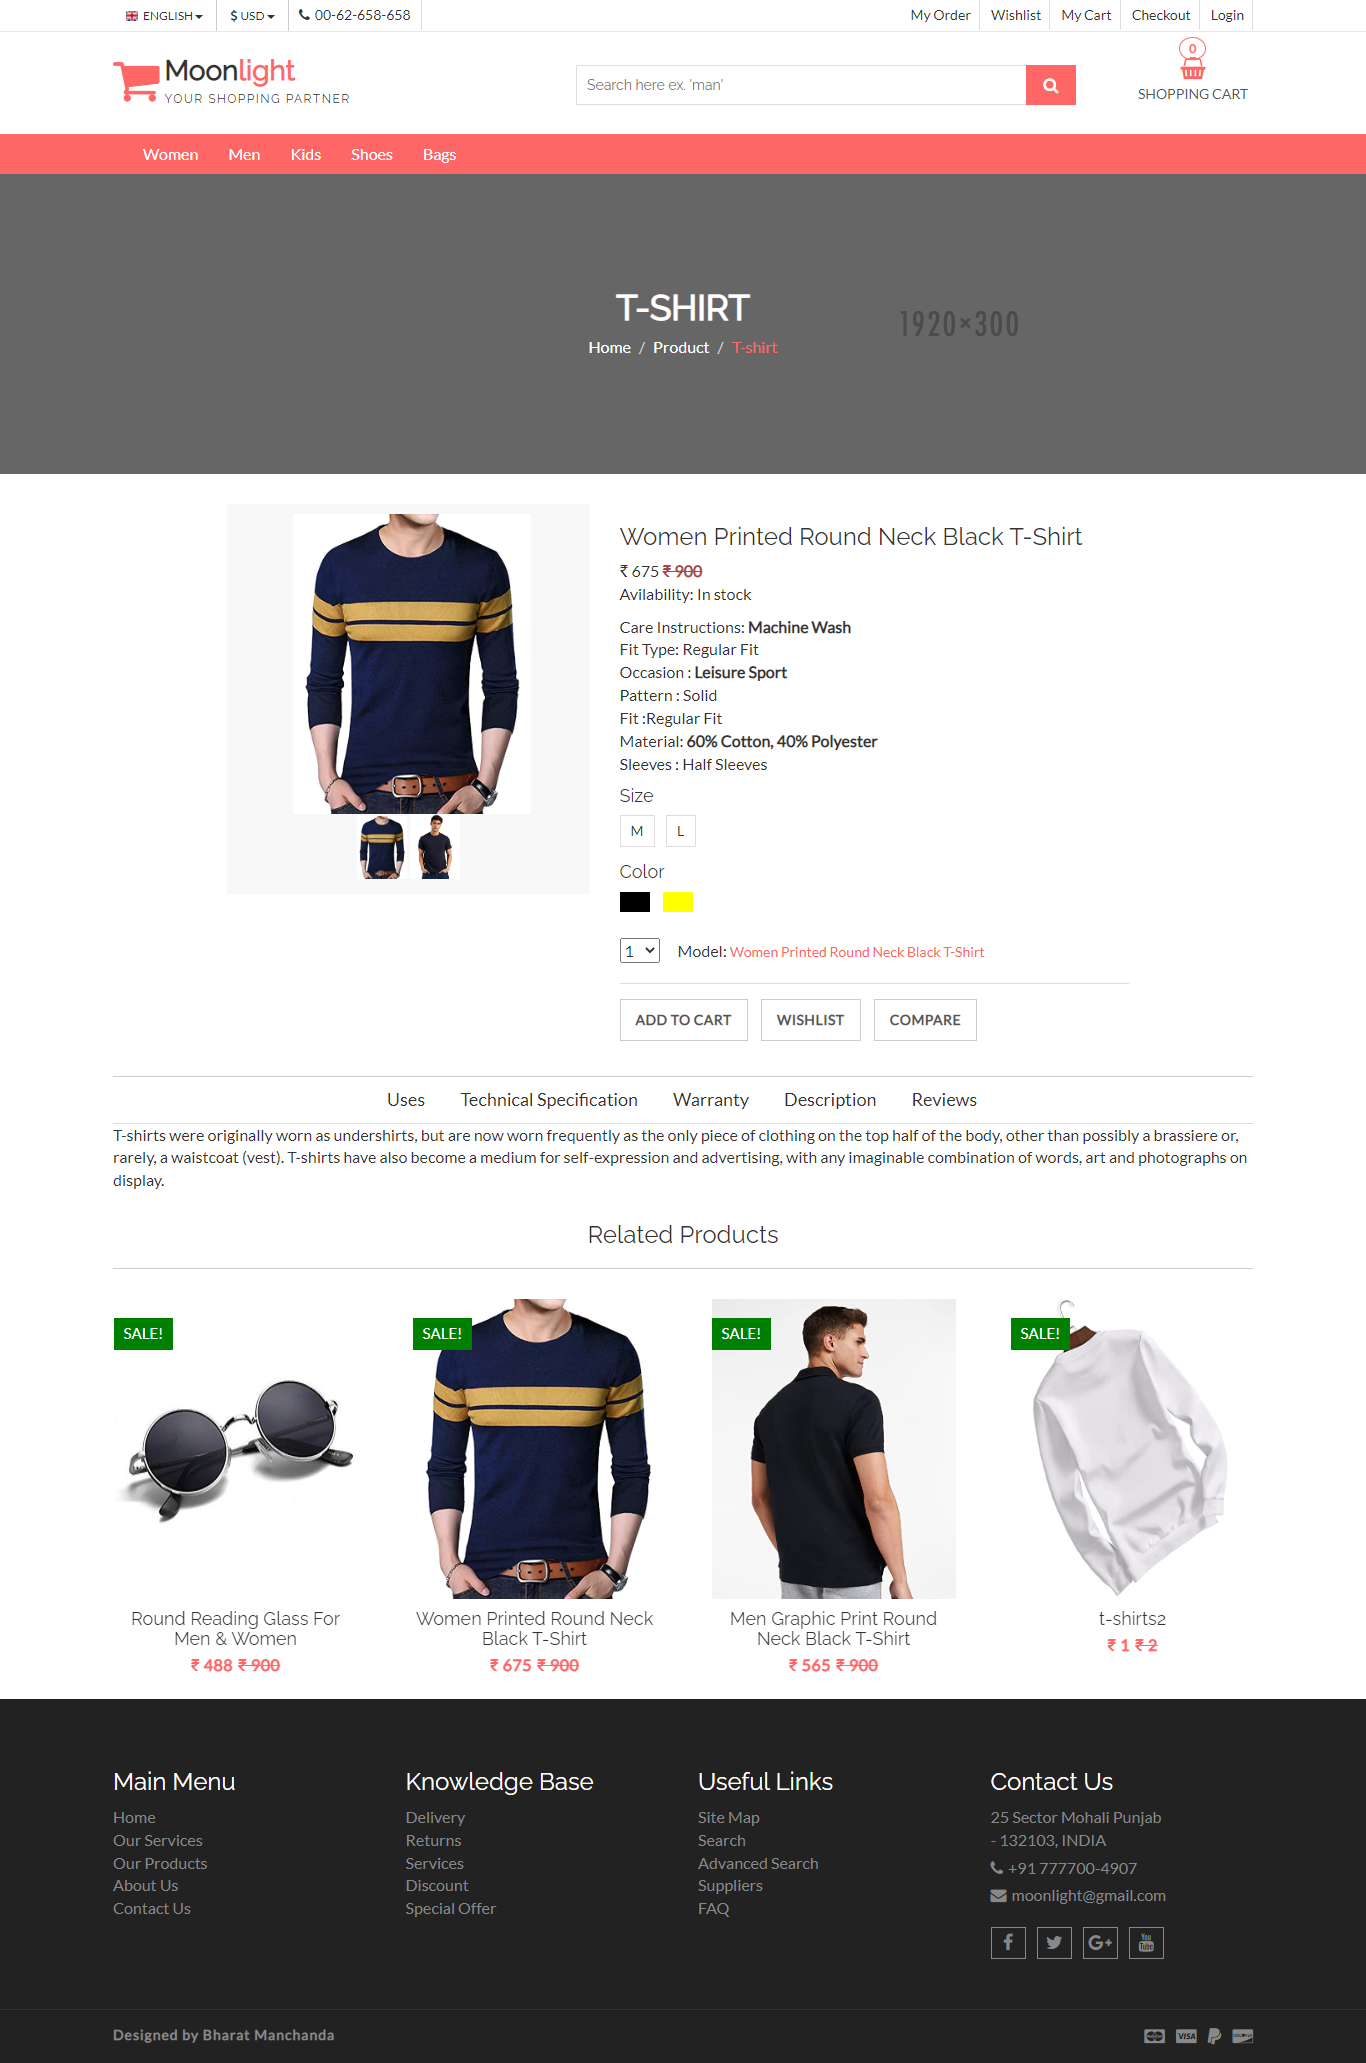 ENGLISH
$ USD
00-62-658-658
My Order
Wishlist
My Cart
Checkout
Login
Moonlight
YOUR SHOPPING PARTNER
Search here ex. 'man'
0
SHOPPING CART
Women
Men
Kids
Shoes
Bags
T-SHIRT
Home / Product / T-shirt
1920×300
Women Printed Round Neck Black T-Shirt
₹ 675 ₹ 900
Avilability: In stock
Care Instructions: Machine Wash
Fit Type: Regular Fit
Occasion : Leisure Sport
Pattern : Solid
Fit :Regular Fit
Material: 60% Cotton, 40% Polyester
Sleeves : Half Sleeves
Size
M
L
Color
1
Model: Women Printed Round Neck Black T-Shirt
ADD TO CART
WISHLIST
COMPARE
Uses
Technical Specification
Warranty
Description
Reviews
T-shirts were originally worn as undershirts, but are now worn frequently as the only piece of clothing on the top half of the body, other than possibly a brassiere or,
rarely, a waistcoat (vest). T-shirts have also become a medium for self-expression and advertising, with any imaginable combination of words, art and photographs on
display.
Related Products
SALE!
SALE!
SALE!
SALE!
Round Reading Glass For
Men & Women
₹ 488 ₹ 900
Women Printed Round Neck
Black T-Shirt
₹ 675 ₹ 900
Men Graphic Print Round
Neck Black T-Shirt
₹ 565 ₹ 900
t-shirts2
₹ 1 ₹ 2
Main Menu
Home
Our Services
Our Products
About Us
Contact Us
Knowledge Base
Delivery
Returns
Services
Discount
Special Offer
Useful Links
Site Map
Search
Advanced Search
Suppliers
FAQ
Contact Us
25 Sector Mohali Punjab
- 132103, INDIA
+91 777700-4907
moonlight@gmail.com
You
Tube
Designed by Bharat Manchanda
VISA